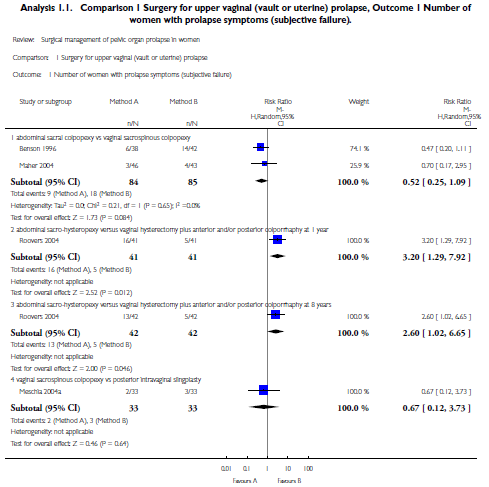 Analysis 1.1. Comparison 1 Surgery for upper vaginal (vault or uterine) prolapse, Outcome 1 Number of
women with prolapse symptoms (subjective failure).
Review: Surgical management of pelvic organ prolapse in women
Comparison: 1 Surgery for upper vaginal (vault or uterine) prolapse
Outcome: 1 Number of women with prolapse symptoms (subjective failure)
Study or subgroup Method A Method B Risk Ratio Weight Risk Ratio
M- M-
H,Random,95% H,Random,95%
n/N n/N CI CI
1 abdominal sacral colpopexy vs vaginal sacrospinous colpopexy
Benson 1996 6/38 14/42 74.1 % 0.47 [ 0.20, 1.11 ]
Maher 2004 3/46 4/43 25.9 % 0.70 [ 0.17, 2.95 ]
Subtotal (95% CI) 84 85 100.0 % 0.52 [ 0.25, 1.09 ]
Total events: 9 (Method A), 18 (Method B)
Heterogeneity: Tau² = 0.0; Chi² = 0.21, df = 1 (P = 0.65); I² =0.0%
Test for overall effect: Z = 1.73 (P = 0.084)
2 abdominal sacro-hysteropexy versus vaginal hysterectomy plus anterior and/or posterior colporrhaphy at 1 year
Roovers 2004 16/41 5/41 100.0 % 3.20 [ 1.29, 7.92 ]
Subtotal (95% CI) 41 41 100.0 % 3.20 [ 1.29, 7.92 ]
Total events: 16 (Method A), 5 (Method B)
Heterogeneity: not applicable
Test for overall effect: Z = 2.52 (P = 0.012)
3 abdominal sacro-hysteropexy versus vaginal hysterectomy plus anterior and/or posterior colporrhaphy at 8 years
Roovers 2004 13/42 5/42 100.0 % 2.60 [ 1.02, 6.65 ]
Subtotal (95% CI) 42 42 100.0 % 2.60 [ 1.02, 6.65 ]
Total events: 13 (Method A), 5 (Method B)
Heterogeneity: not applicable
Test for overall effect: Z = 2.00 (P = 0.046)
4 vaginal sacrospinous colpopexy vs posterior intravaginal slingplasty
Meschia 2004a 2/33 3/33 100.0 % 0.67 [ 0.12, 3.73 ]
Subtotal (95% CI) 33 33 100.0 % 0.67 [ 0.12, 3.73 ]
Total events: 2 (Method A), 3 (Method B)
Heterogeneity: not applicable
Test for overall effect: Z = 0.46 (P = 0.64)
0.01 0.1 1 10 100
Favours A Favours B